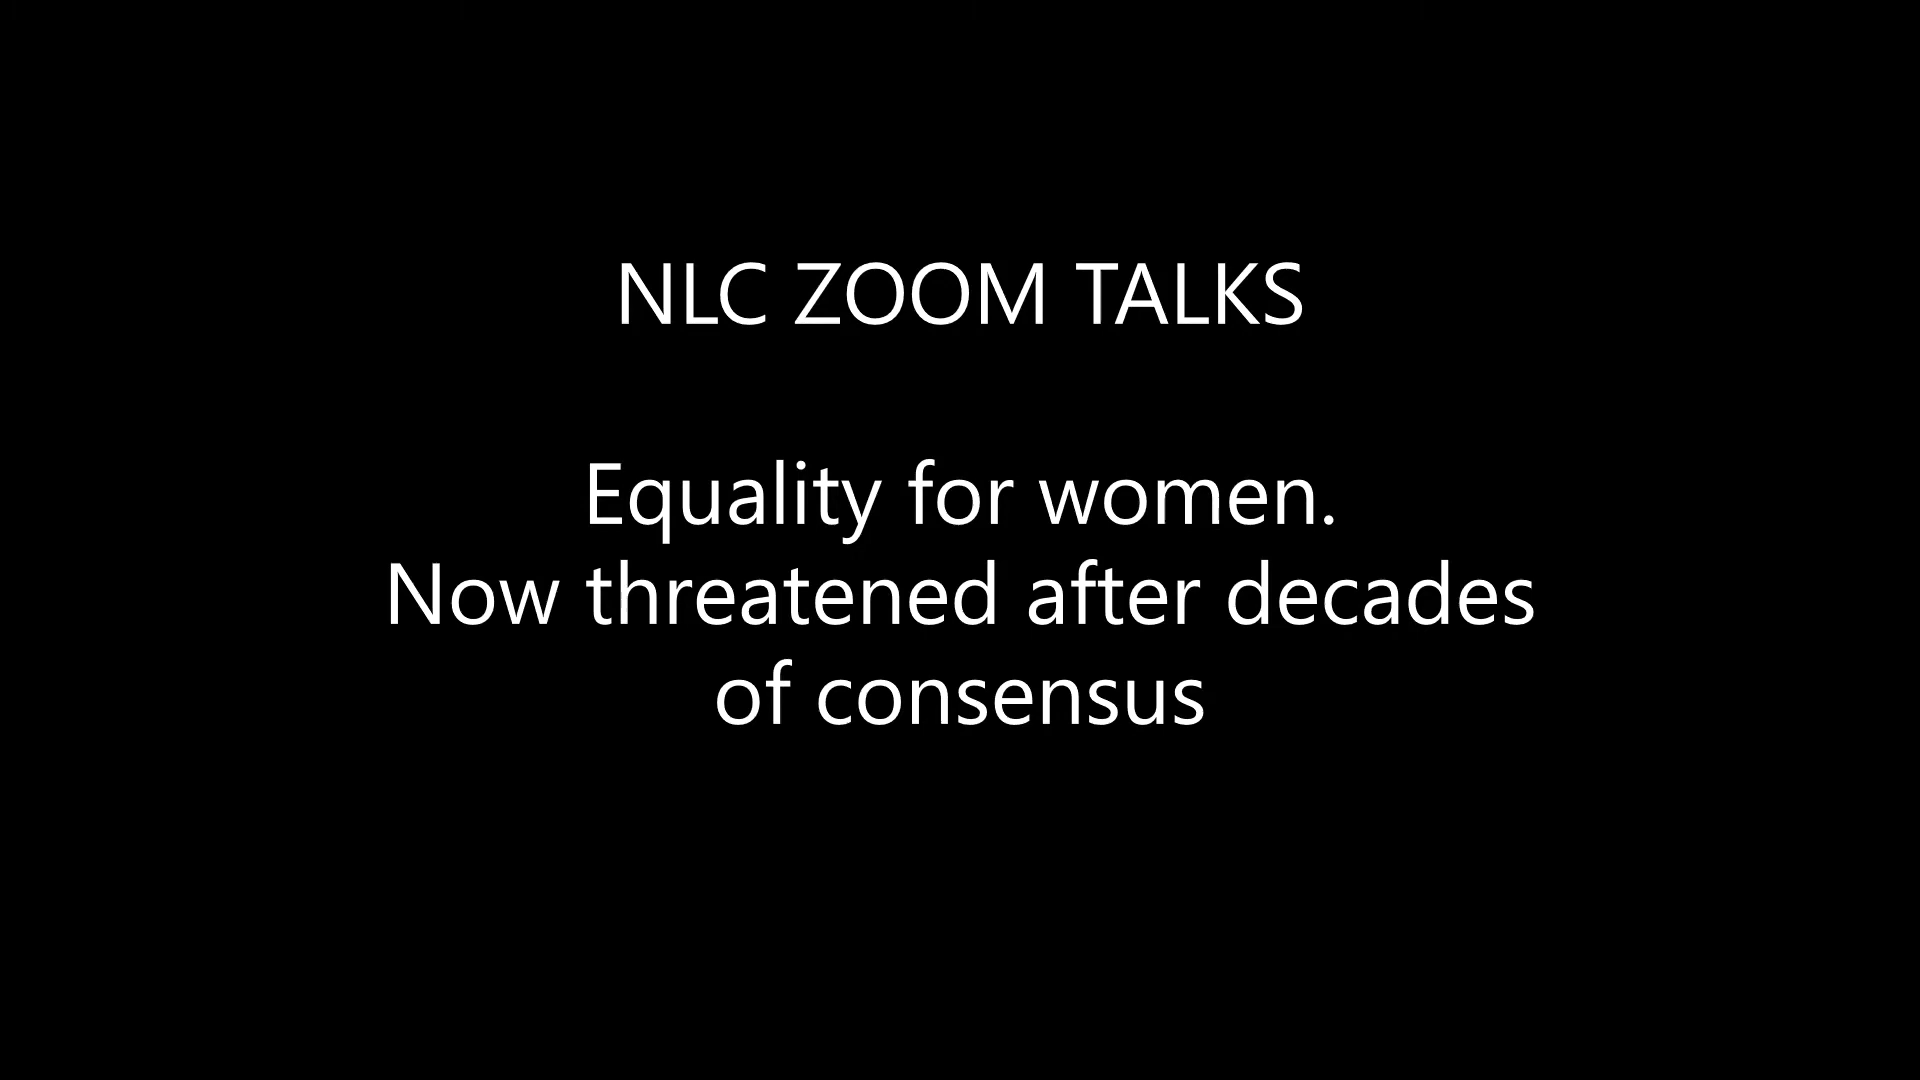 NLC ZOOM TALKS
Equality for women.
Now threatened after decades
of consensus